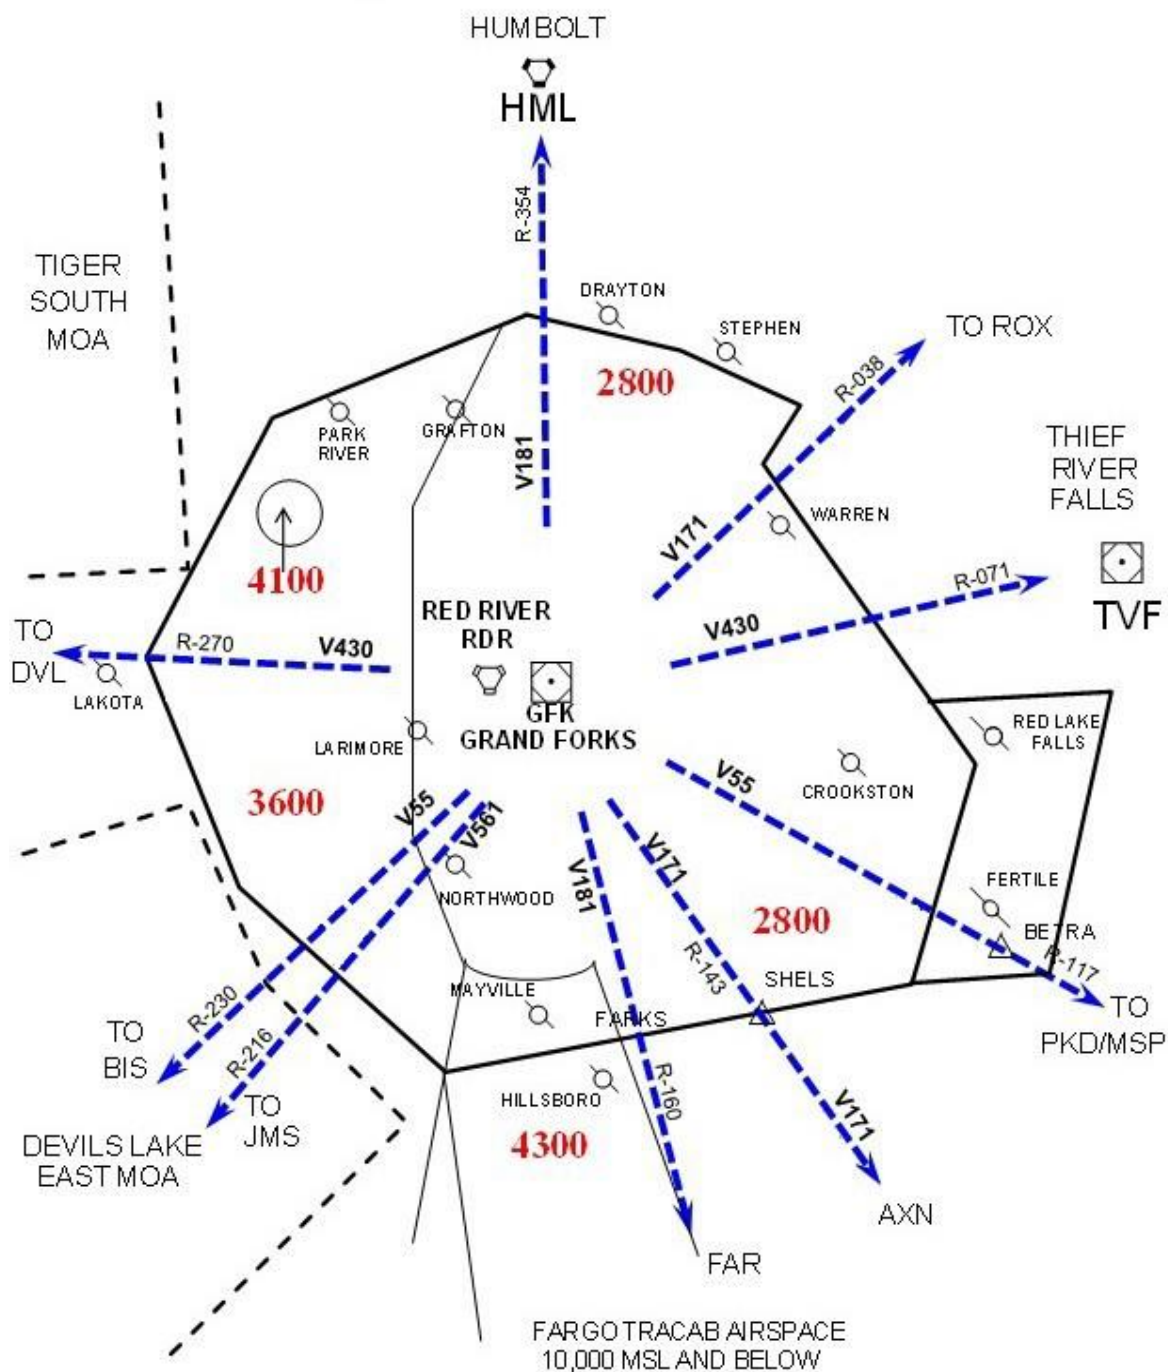 HUMBOLT
HML
R-354
TIGER
SOUTH
MOA
DRAYTON
STEPHEN
TO ROX
2800
R-038
PARK
RIVER
GRAFTON
V181
THIEF
RIVER
FALLS
WARREN
V171
4100
R-071
TVF
RED RIVER
RDR
V430
TO
DVL
R-270
V430
LAKOTA
GFK
GRAND FORKS
LARIMORE
RED LAKE
FALLS
V55
CROOKSTON
3600
V55
V561
V171
V181
NORTHWOOD
FERTILE
2800
BETRA
R-117
R-143
SHELS
MAYVILLE
FARKS
R-230
R-216
TO
BIS
TO
PKD/MSP
TO
JMS
HILLSBORO
R-160
V171
DEVILS LAKE
EAST MOA
4300
AXN
FAR
FARGO TRACAB AIRSPACE
10,000 MSL AND BELOW